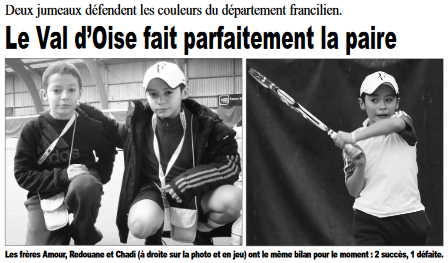 Deux jumeaux défendent les couleurs du département francilien.
Le Val d'Oise fait parfaitement la paire
adidas
Les frères Amour, Redouane et Chadi (à droite sur la photo et en jeu) ont le même bilan pour le moment : 2 succès, 1 défaite.